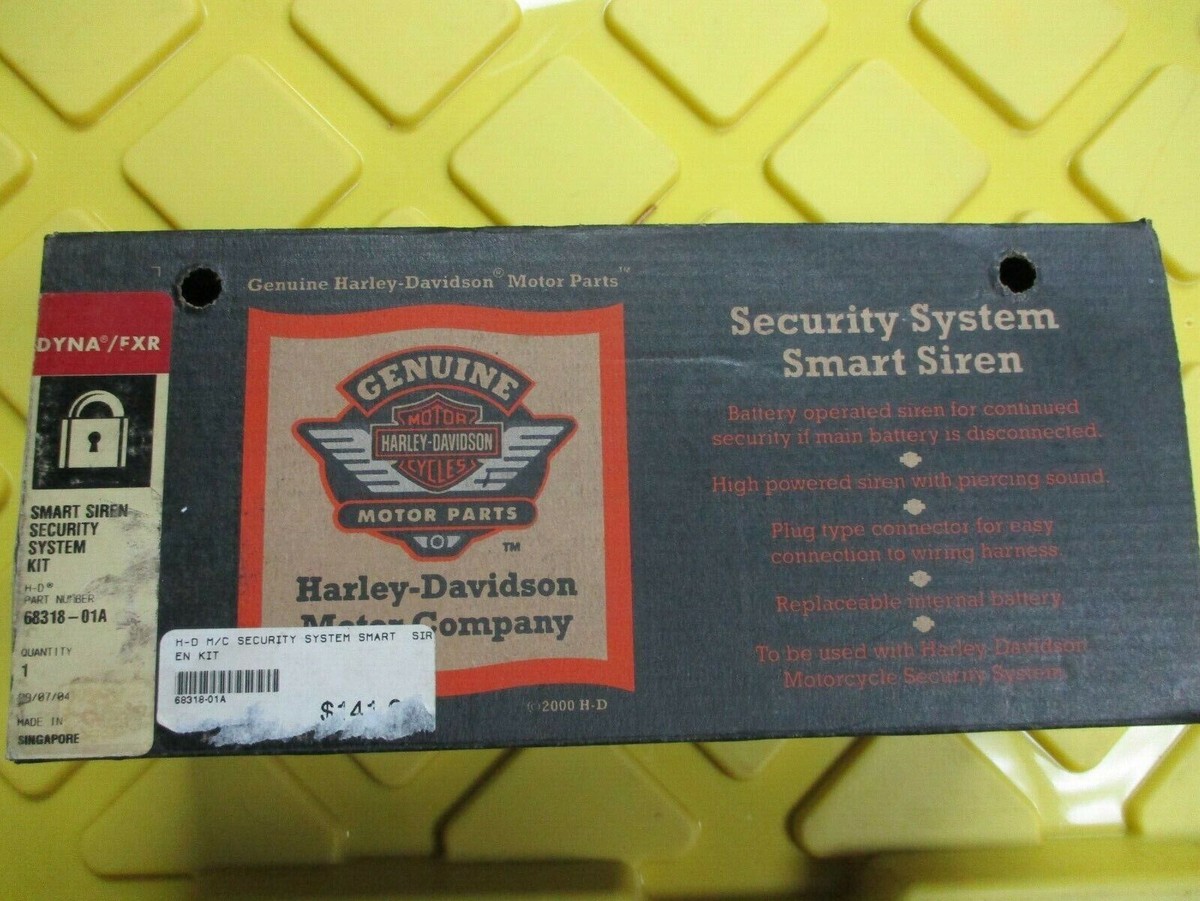 Genuine Harley-Davidson® Motor Parts™
DYNA®/FXR
SMART SIREN
SECURITY
SYSTEM
KIT
H-D®
PART NUMBER
68318-01A
QUANTITY
1
/07/04
MADE IN
SINGAPORE
GENUINE
MOTOR
HARLEY-DAVIDSON
CYCLES
MOTOR PARTS
TM
Harley-Davidson
Motor Company
H-D M/C SECURITY SYSTEM SMART SIR
EN KIT
68318-01A
$141
©2000 H-D
Security System
Smart Siren
Battery operated siren for continued
security if main battery is disconnected.
High powered siren with piercing sound.
Plug type connector for easy
connection to wiring harness.
Replaceable internal battery.
To be used with Harley-Davidson
Motorcycle Security System.